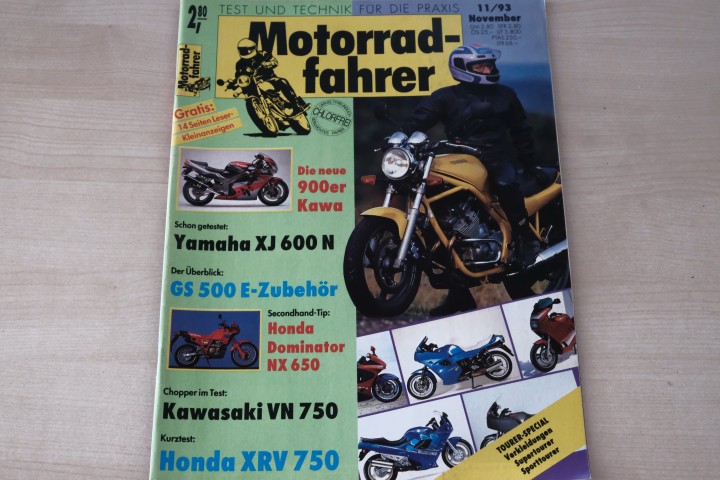 2,80
TEST UND TECHNIK FÜR DIE PRAXIS
11/93
November
Motorrad-
fahrer
Motorrad-
fahrer
Gratis:
14 Seiten Leser-
Kleinanzeigen
CHLORFREI
Die neue
900er
Kawa
Schon getestet:
Yamaha XJ 600 N
Der Überblick:
GS 500 E-Zubehör
Secondhand-Tip:
Honda
Dominator
NX 650
Chopper im Test:
Kawasaki VN 750
Kurztest:
Honda XRV 750
TOURER-SPECIAL
Verkleidungen
Supertourer
Sporttourer